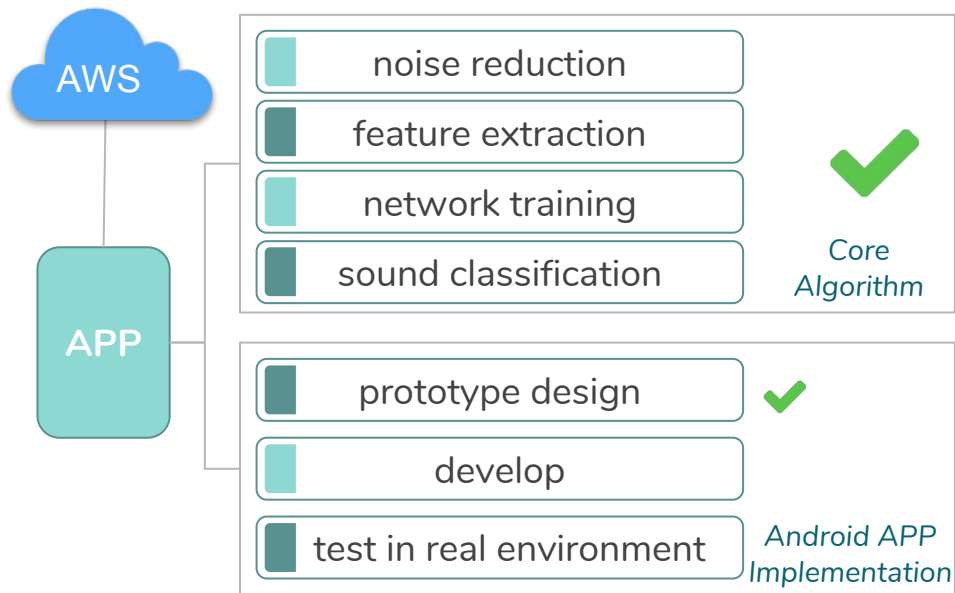 AWS
APP
noise reduction
feature extraction
network training
sound classification
Core
Algorithm
prototype design
develop
test in real environment
Android APP
Implementation